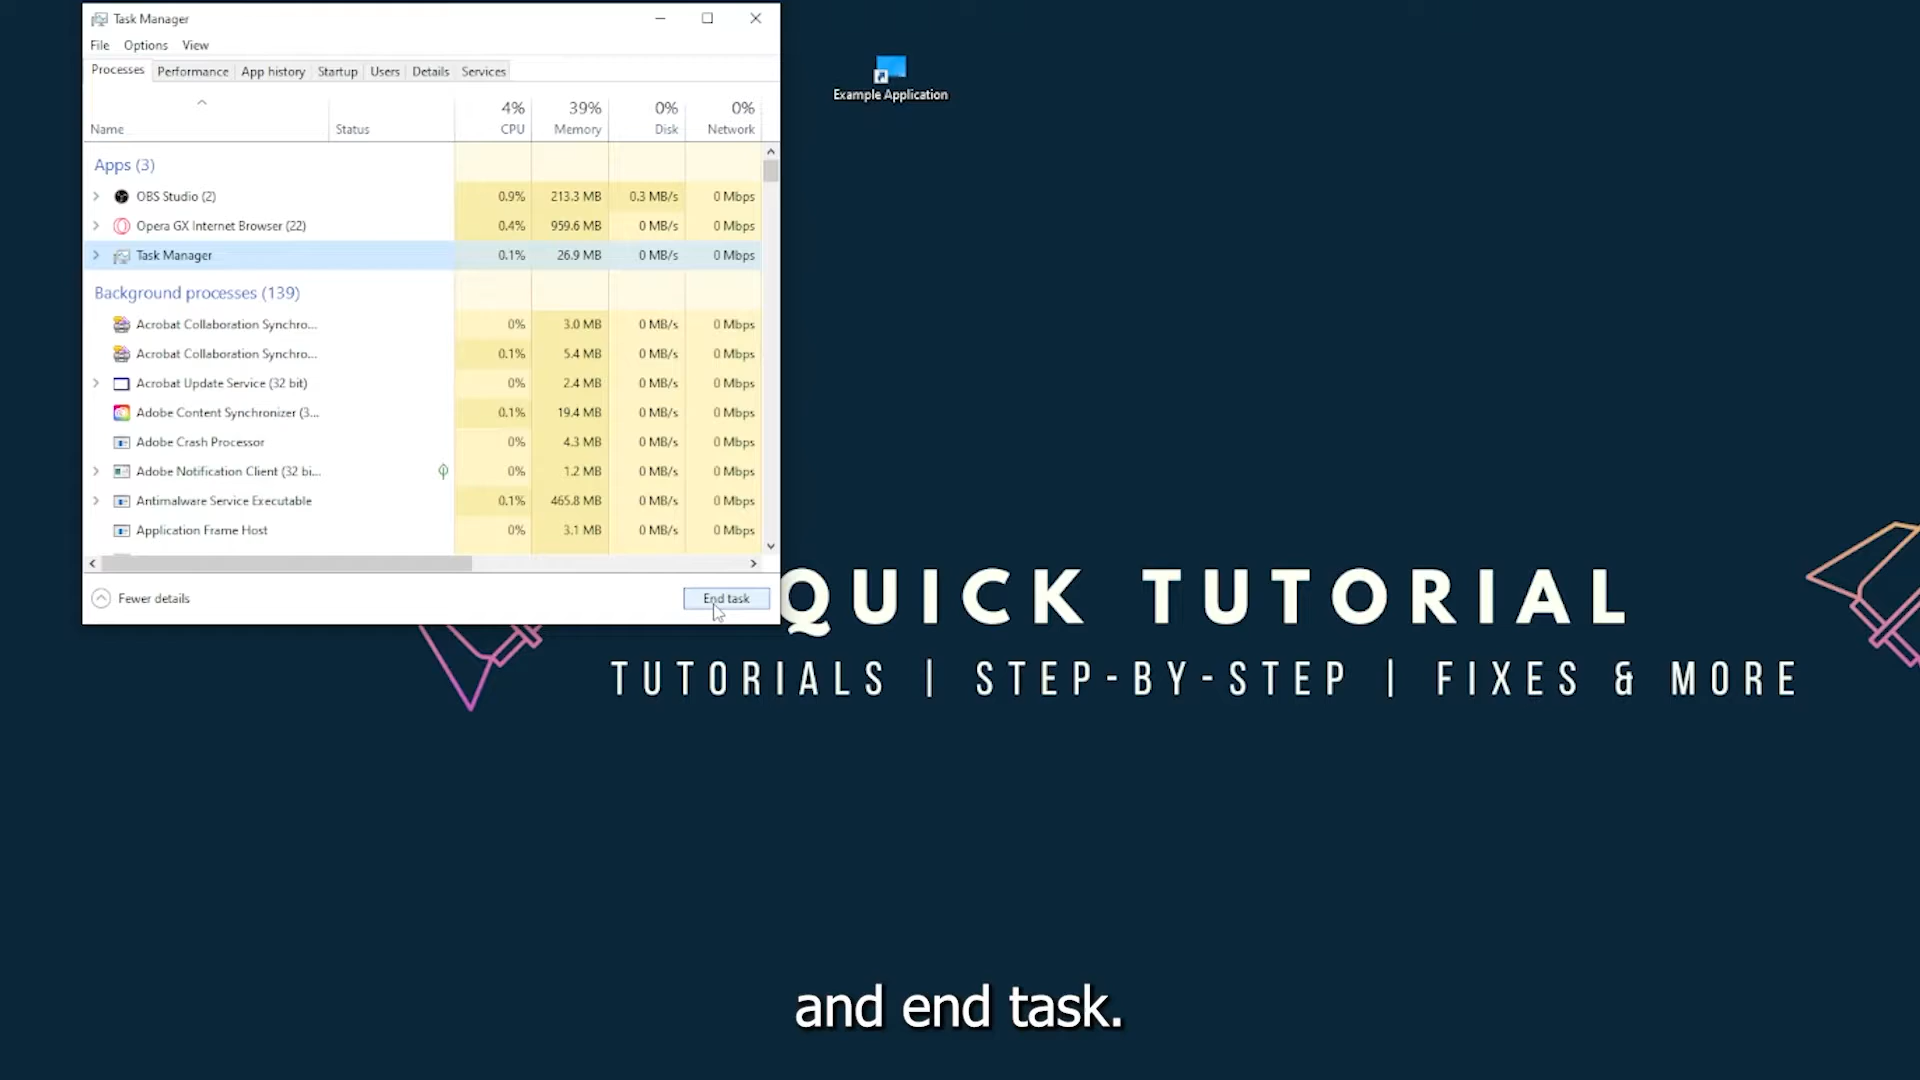 Task Manager
File Options View
Processes Performance App history Startup Users Details Services
4% 39% 0% 0%
Name Status CPU Memory Disk Network
Apps (3)
OBS Studio (2) 0.9% 213.3 MB 0.3 MB/s 0 Mbps
Opera GX Internet Browser (22) 0.4% 959.6 MB 0 MB/s 0 Mbps
Task Manager 0.1% 26.9 MB 0 MB/s 0 Mbps
Background processes (139)
Acrobat Collaboration Synchro... 0% 3.0 MB 0 MB/s 0 Mbps
Acrobat Collaboration Synchro... 0.1% 5.4 MB 0 MB/s 0 Mbps
Acrobat Update Service (32 bit) 0% 2.4 MB 0 MB/s 0 Mbps
Adobe Content Synchronizer (3... 0.1% 19.4 MB 0 MB/s 0 Mbps
Adobe Crash Processor 0% 4.3 MB 0 MB/s 0 Mbps
Adobe Notification Client (32 bi... 0% 1.2 MB 0 MB/s 0 Mbps
Antimalware Service Executable 0.1% 465.8 MB 0 MB/s 0 Mbps
Application Frame Host 0% 3.1 MB 0 MB/s 0 Mbps
Fewer details End task
Example Application
QUICK TUTORIAL
TUTORIALS | STEP-BY-STEP | FIXES & MORE
and end task.